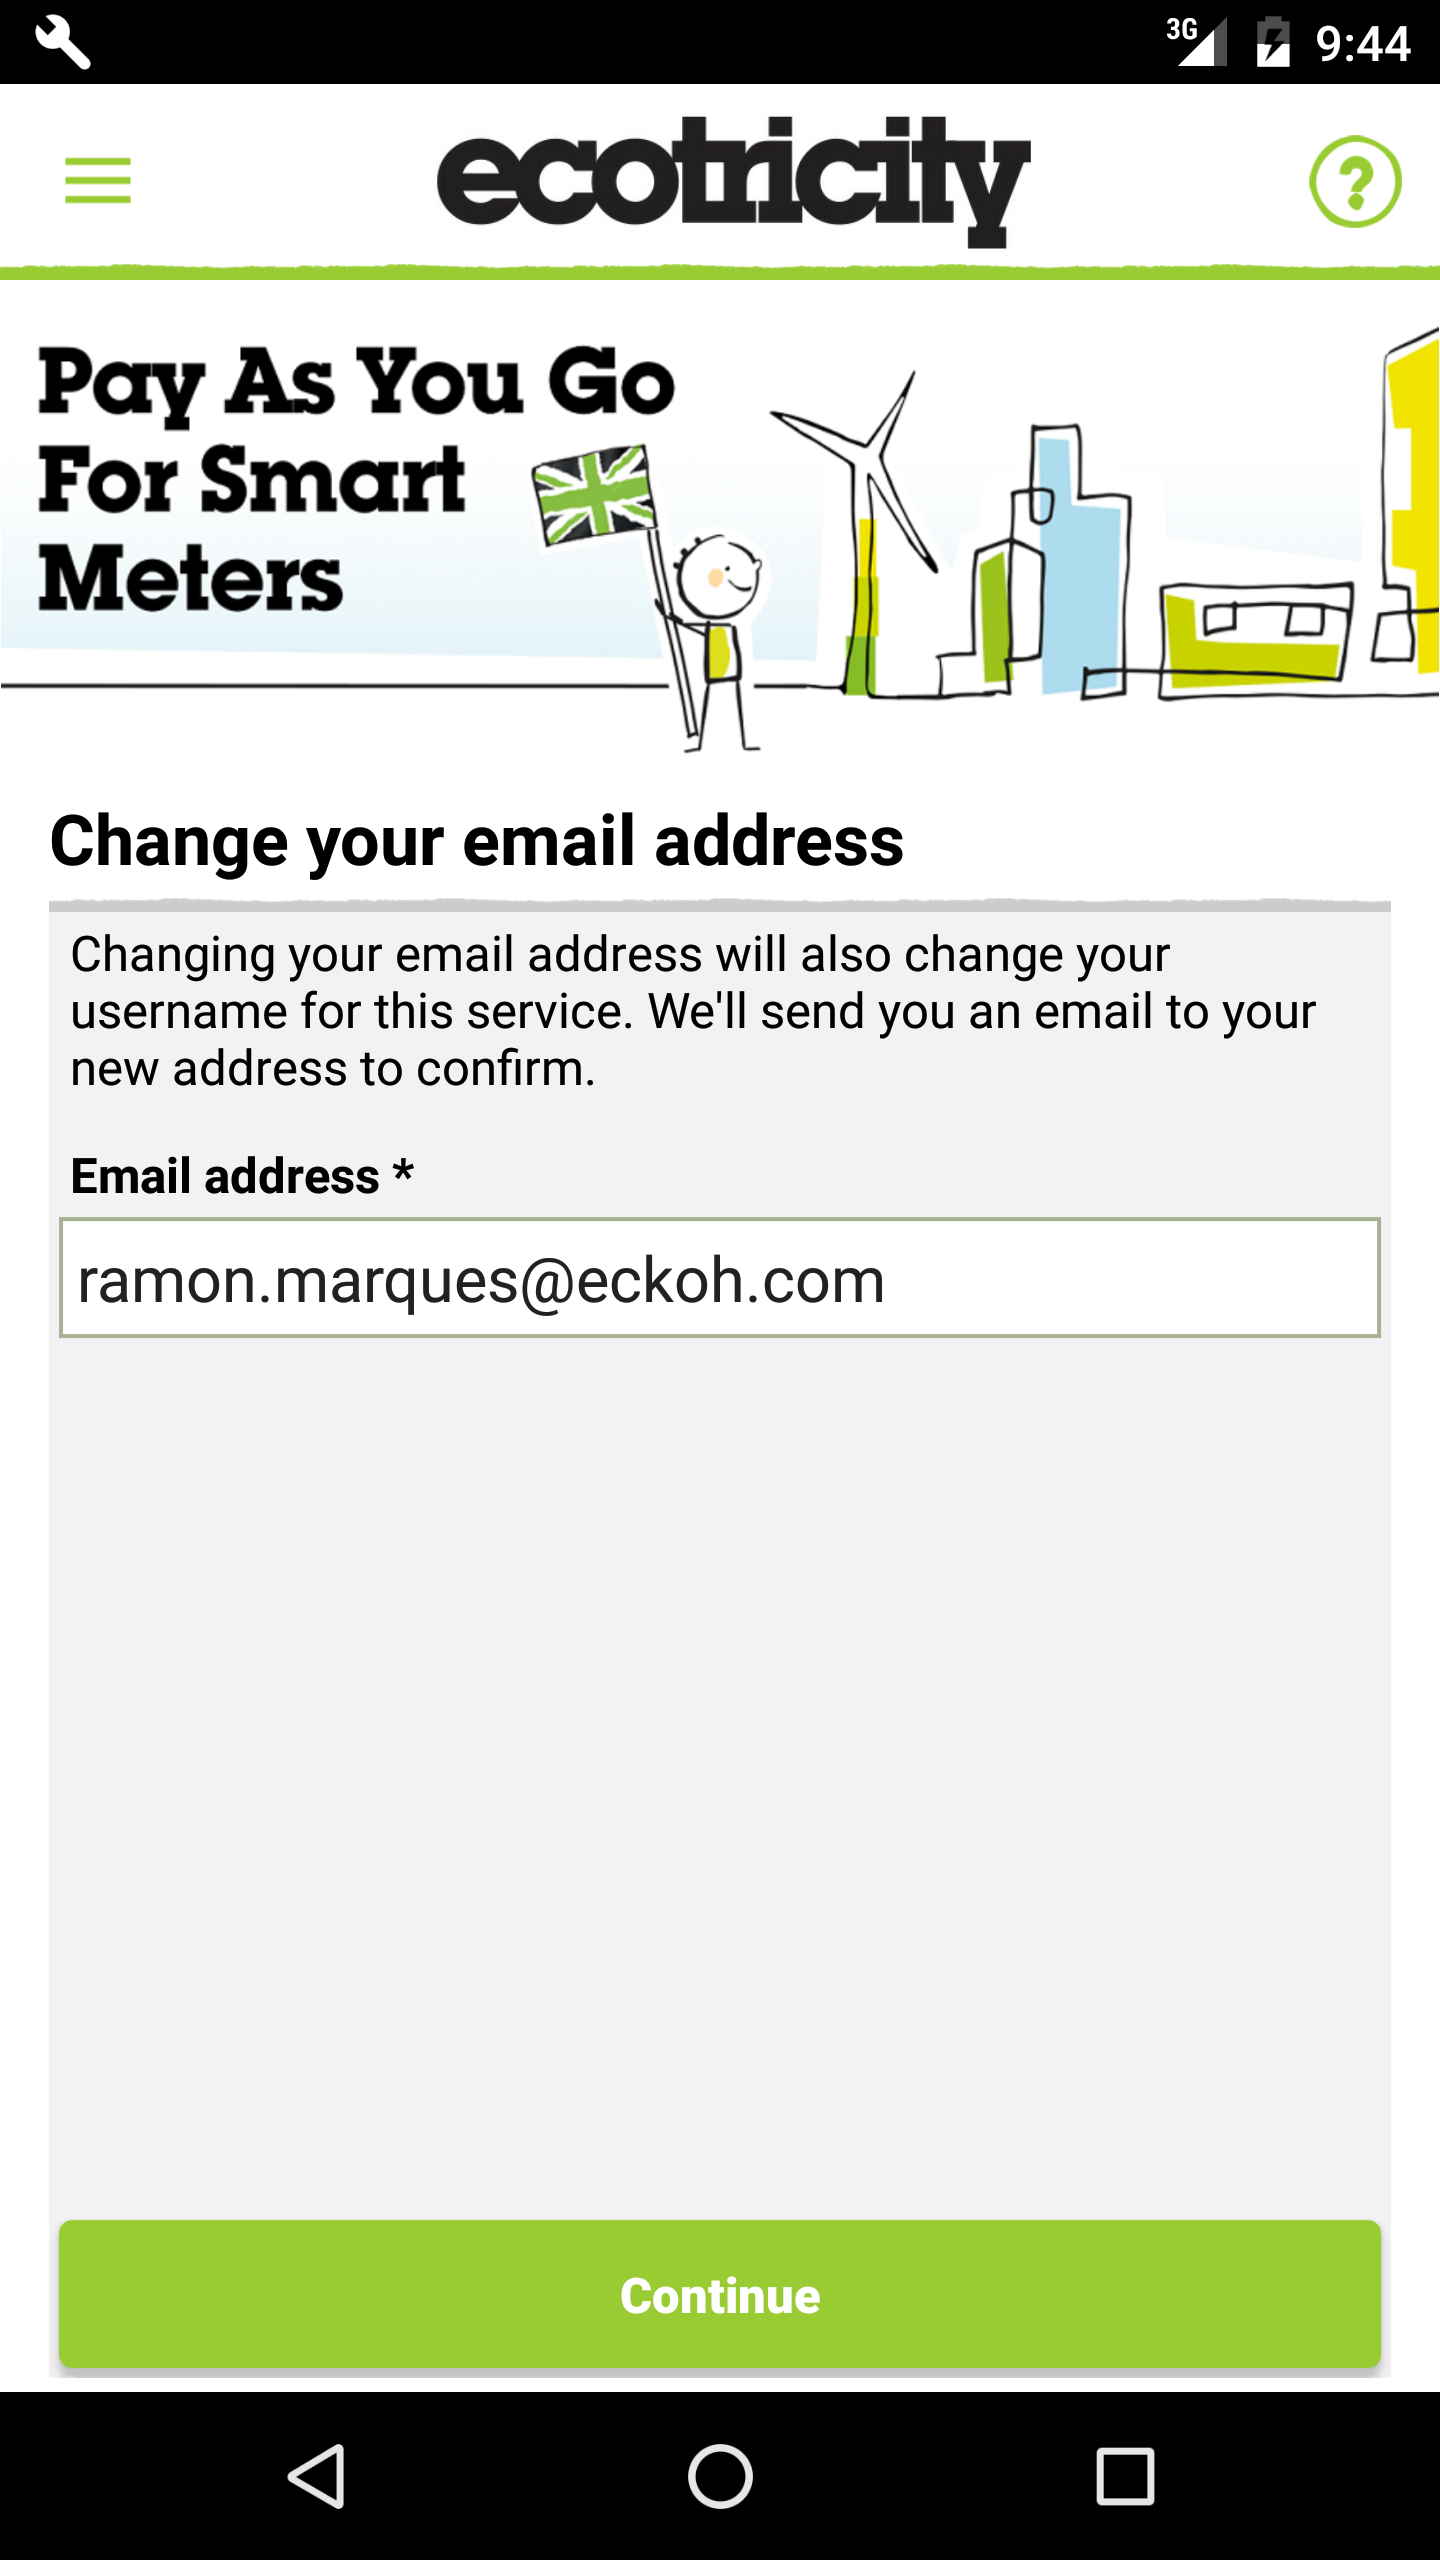 3G 9:44
ecotricity
?
Pay As You Go
For Smart
Meters
Change your email address
Changing your email address will also change your
username for this service. We'll send you an email to your
new address to confirm.
Email address *
ramon.marques@eckoh.com
Continue